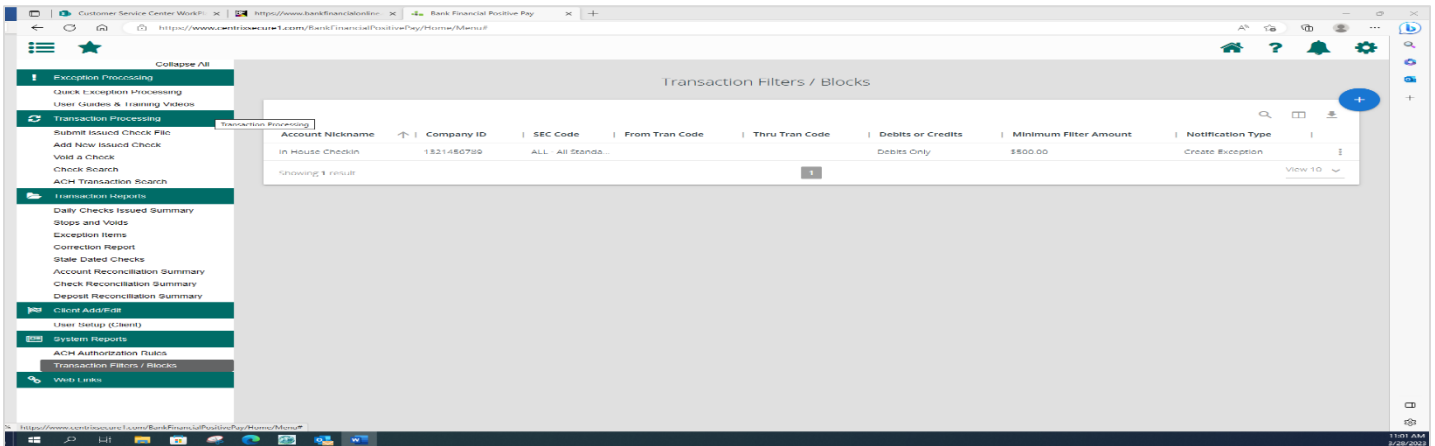 Customer Service Center WorkFl
https://www.bankfinancialonline
Bank Financial Positive Pay
https://www.centrixsecure1.com/BankFinancialPositivePay/Home/Menu#
Collapse All
Exception Processing
Quick Exception Processing
User Guides & Training Videos
Transaction Processing
Transaction Processing
Submit Issued Check File
Add New Issued Check
Void a Check
Check Search
ACH Transaction Search
Transaction Reports
Daily Checks Issued Summary
Stops and Voids
Exception Items
Correction Report
Stale Dated Checks
Account Reconciliation Summary
Check Reconciliation Summary
Deposit Reconciliation Summary
Client Add/Edit
User Setup (Client)
System Reports
ACH Authorization Rules
Transaction Filters / Blocks
Web Links
Transaction Filters / Blocks
Account Nickname Company ID SEC Code From Tran Code Thru Tran Code Debits or Credits Minimum Filter Amount Notification Type
In House Checkin 1521456789 ALL - All Standa... Debits Only $500.00 Create Exception
Showing 1 result 1 View 10
https://www.centrixsecure1.com/BankFinancialPositivePay/Home/Menu#
11:01 AM
3/28/2023